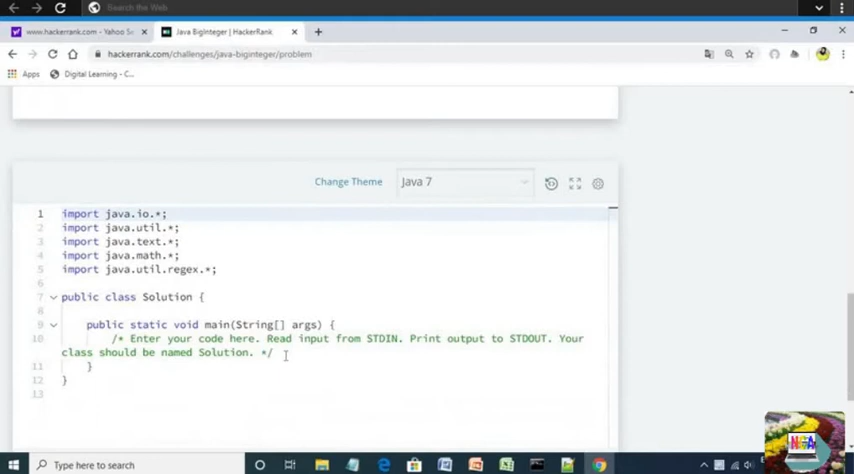 Search the Web
www.hackerrank.com - Yahoo Se
Java BigInteger | HackerRank
hackerrank.com/challenges/java-biginteger/problem
Apps
Digital Learning - C...
Change Theme
Java 7
1 import java.io.*;
2 import java.util.*;
3 import java.text.*;
4 import java.math.*;
5 import java.util.regex.*;
6
7 public class Solution {
8
9 public static void main(String[] args) {
10 /* Enter your code here. Read input from STDIN. Print output to STDOUT. Your
class should be named Solution. */
11 }
12 }
13
Type here to search
NGA